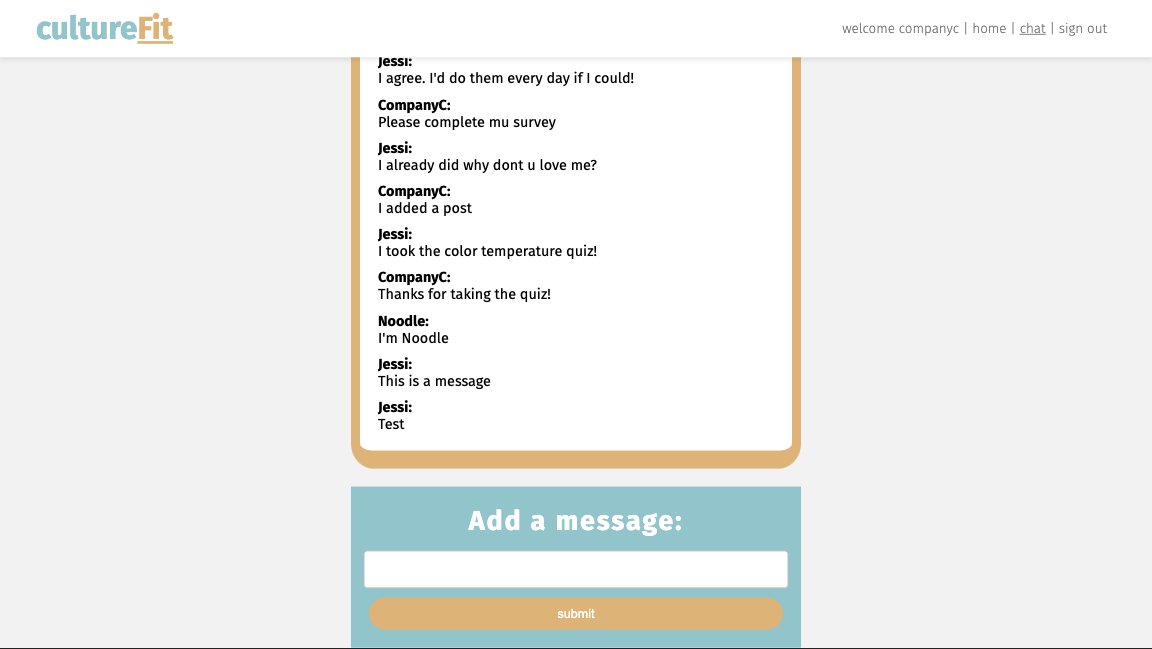 cultureFit
welcome companyc | home | chat | sign out
Jessi:
I agree. I'd do them every day if I could!
CompanyC:
Please complete mu survey
Jessi:
I already did why dont u love me?
CompanyC:
I added a post
Jessi:
I took the color temperature quiz!
CompanyC:
Thanks for taking the quiz!
Noodle:
I'm Noodle
Jessi:
This is a message
Jessi:
Test
Add a message:
submit